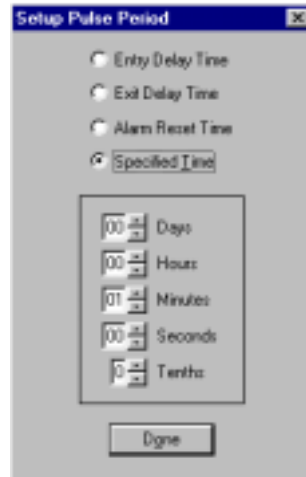 Setup Pulse Period
Entry Delay Time
Exit Delay Time
Alarm Reset Time
Specified Time
00 Days
00 Hours
01 Minutes
00 Seconds
0 Tenths
Done